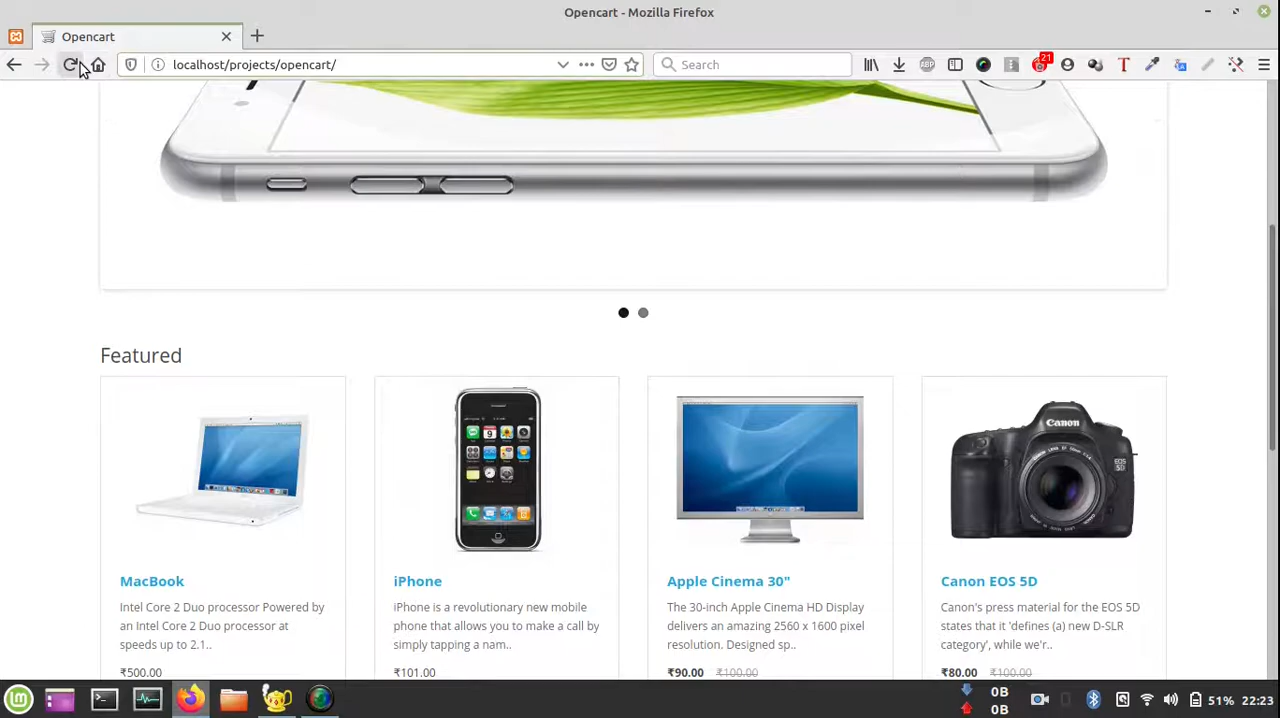 Opencart - Mozilla Firefox
Opencart
localhost/projects/opencart/
Search
21
ABP
T
Featured
Canon
EOS
5D
MacBook
iPhone
Apple Cinema 30"
Canon EOS 5D
Intel Core 2 Duo processor Powered by
an Intel Core 2 Duo processor at
speeds up to 2.1..
iPhone is a revolutionary new mobile
phone that allows you to make a call by
simply tapping a nam..
The 30-inch Apple Cinema HD Display
delivers an amazing 2560 x 1600 pixel
resolution. Designed sp..
Canon's press material for the EOS 5D
states that it 'defines (a) new D-SLR
category', while we'r..
₹500.00
₹101.00
₹90.00 ₹100.00
₹80.00 ₹100.00
0B
0B
51%
22:23